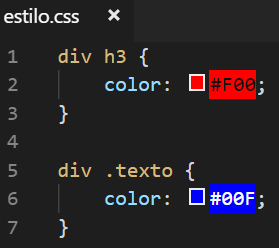 estilo.css ×
1 div h3 {
2 color: #F00;
3 }
4
5 div .texto {
6 color: #00F;
7 }